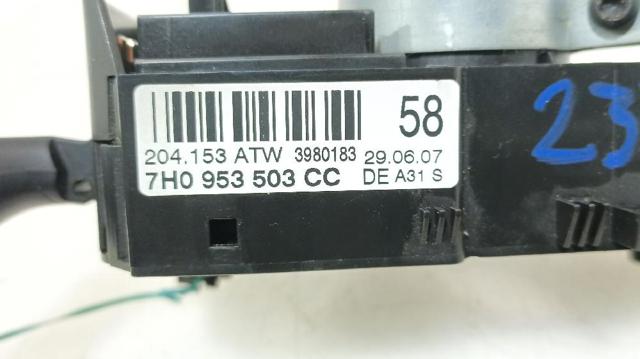 58
204.153 ATW 3980183 29.06.07
7H0 953 503 CC DE A31 S
23